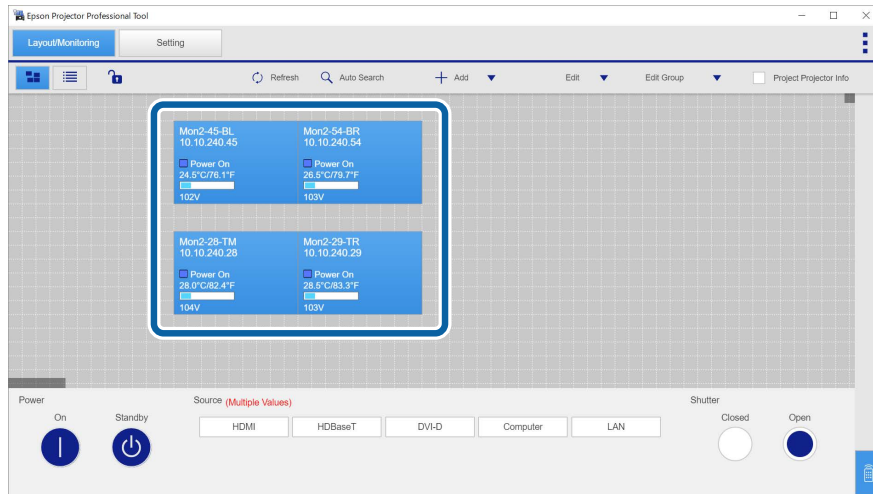 Epson Projector Professional Tool
Layout/Monitoring Setting
Refresh Auto Search Add Edit Edit Group Project Projector Info
Mon2-45-BL
10.10.240.45
Power On
24.5°C/76.1°F
102V
Mon2-54-BR
10.10.240.54
Power On
26.5°C/79.7°F
103V
Mon2-28-TM
10.10.240.28
Power On
28.0°C/82.4°F
104V
Mon2-29-TR
10.10.240.29
Power On
28.5°C/83.3°F
103V
Power
On Standby
Source (Multiple Values)
HDMI HDBaseT DVI-D Computer LAN
Shutter
Closed Open